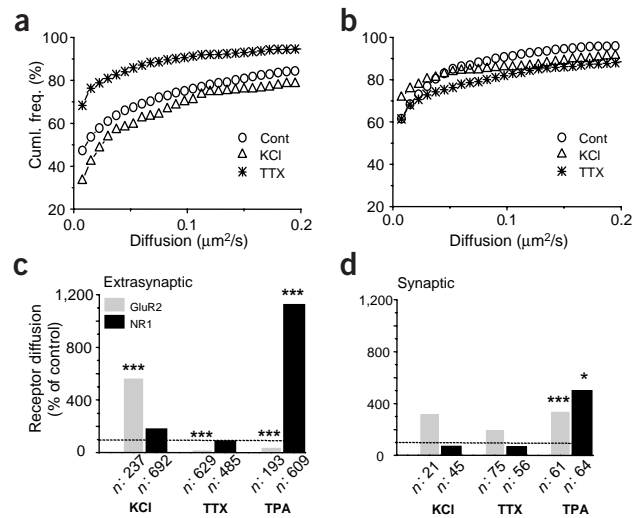 a
b
Cuml. freq. (%)
100
80
60
40
20
Cont
KCl
TTX
0.0
0.1
0.2
Diffusion (µm²/s)
100
80
60
40
20
Cont
KCl
TTX
0.0
0.1
0.2
Diffusion (µm²/s)
c
Extrasynaptic
Receptor diffusion
(% of control)
1,200
800
400
0
GluR2
NR1
***
***
***
***
n: 237
n: 692
n: 629
n: 485
n: 193
n: 609
KCl
TTX
TPA
d
Synaptic
1,200
800
400
0
***
*
n: 21
n: 45
n: 75
n: 56
n: 61
n: 64
KCl
TTX
TPA